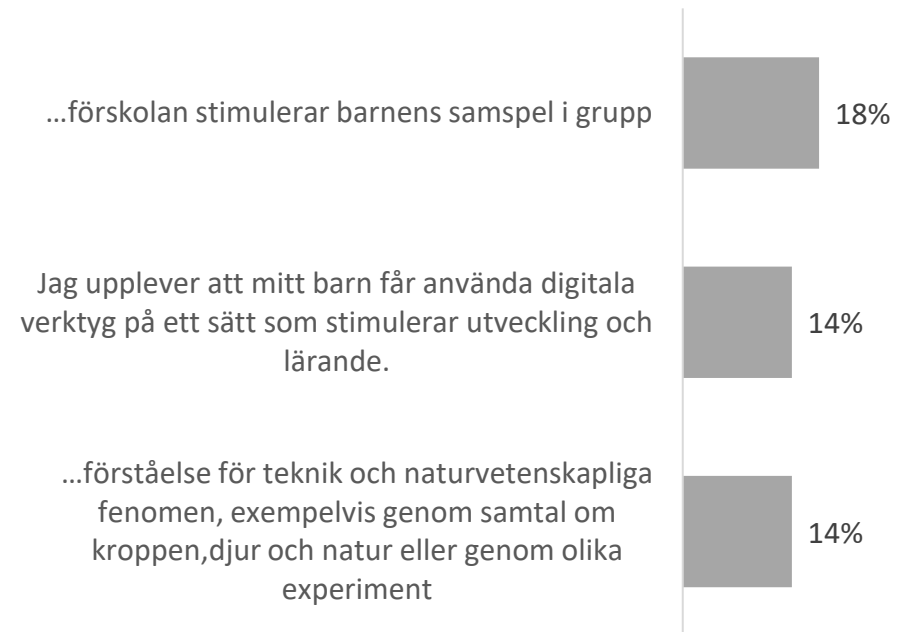 ...förskolan stimulerar barnens samspel i grupp
18%
Jag upplever att mitt barn får använda digitala
verktyg på ett sätt som stimulerar utveckling och
lärande.
14%
...förståelse för teknik och naturvetenskapliga
fenomen, exempelvis genom samtal om
kroppen,djur och natur eller genom olika
experiment
14%